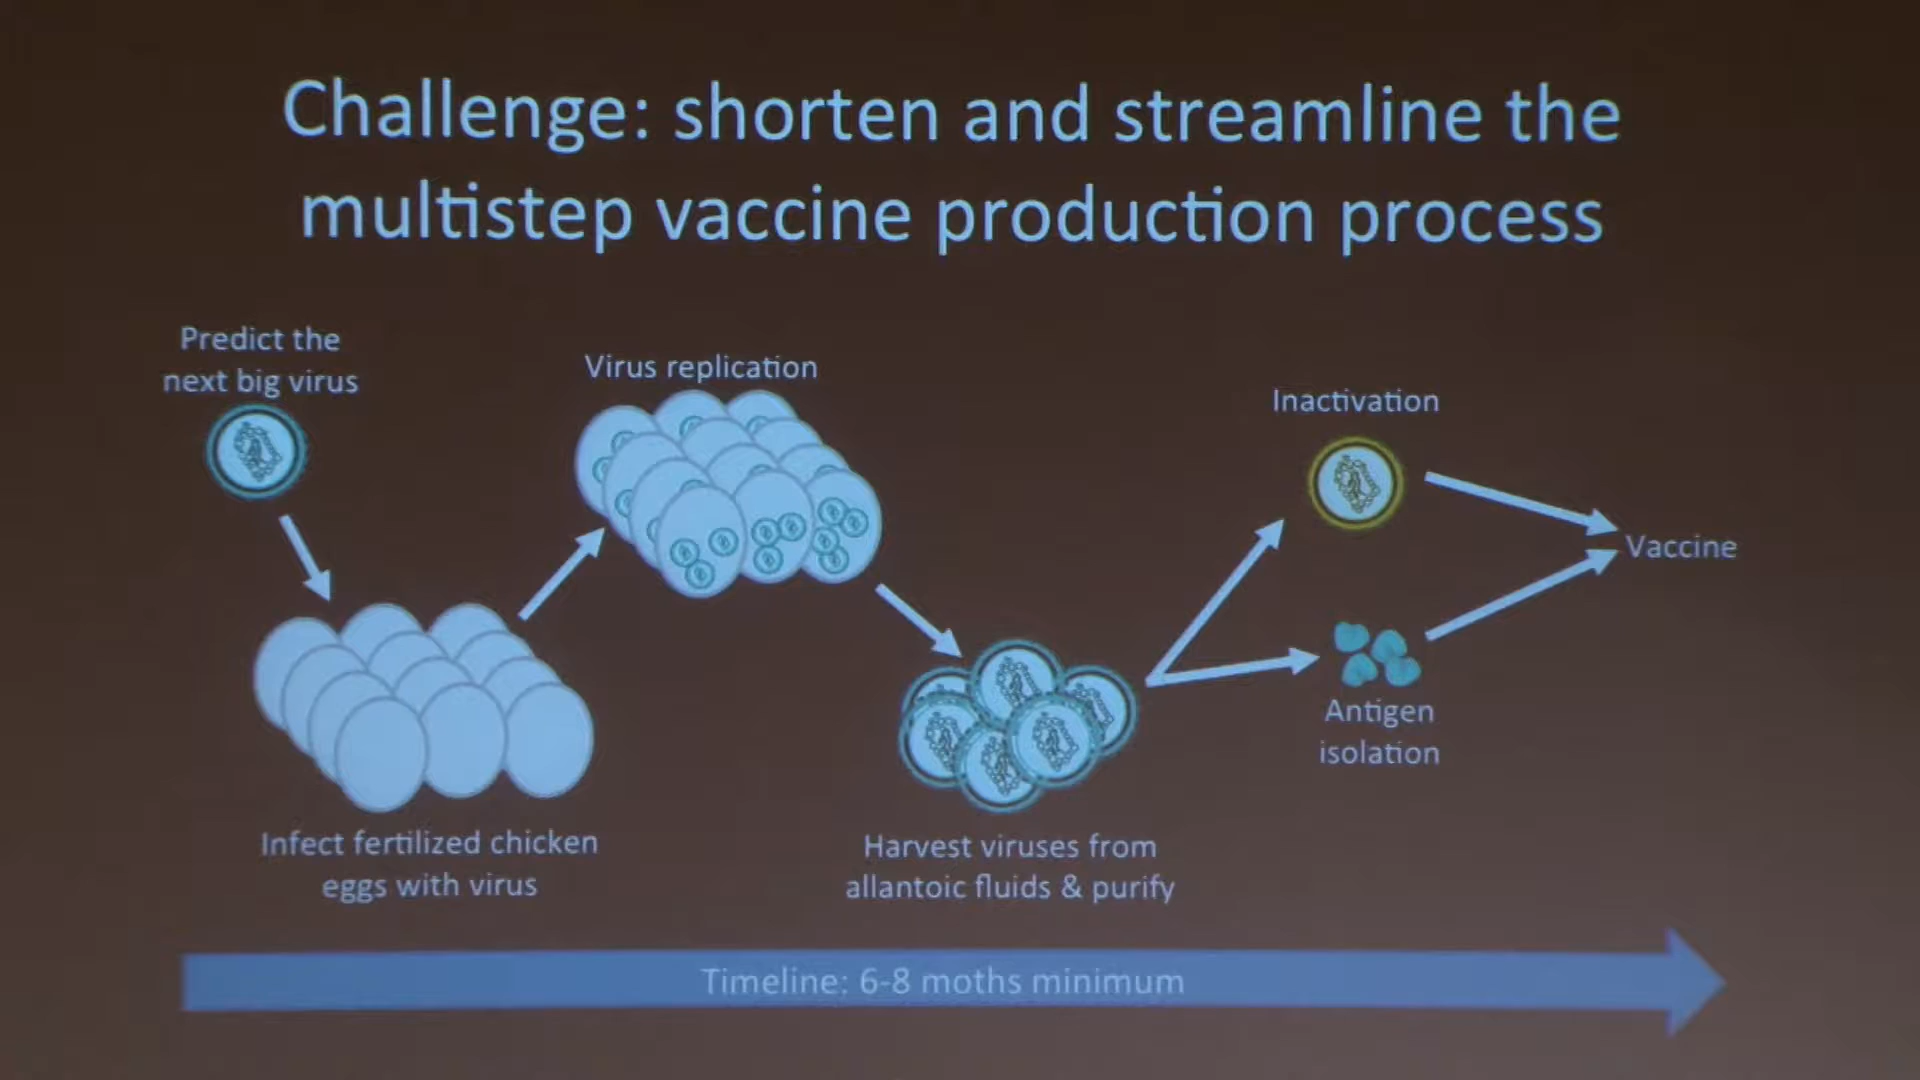 Challenge: shorten and streamline the
multistep vaccine production process
Predict the
next big virus
Virus replication
Inactivation
Vaccine
Antigen
isolation
Infect fertilized chicken
eggs with virus
Harvest viruses from
allantoic fluids & purify
Timeline: 6-8 moths minimum